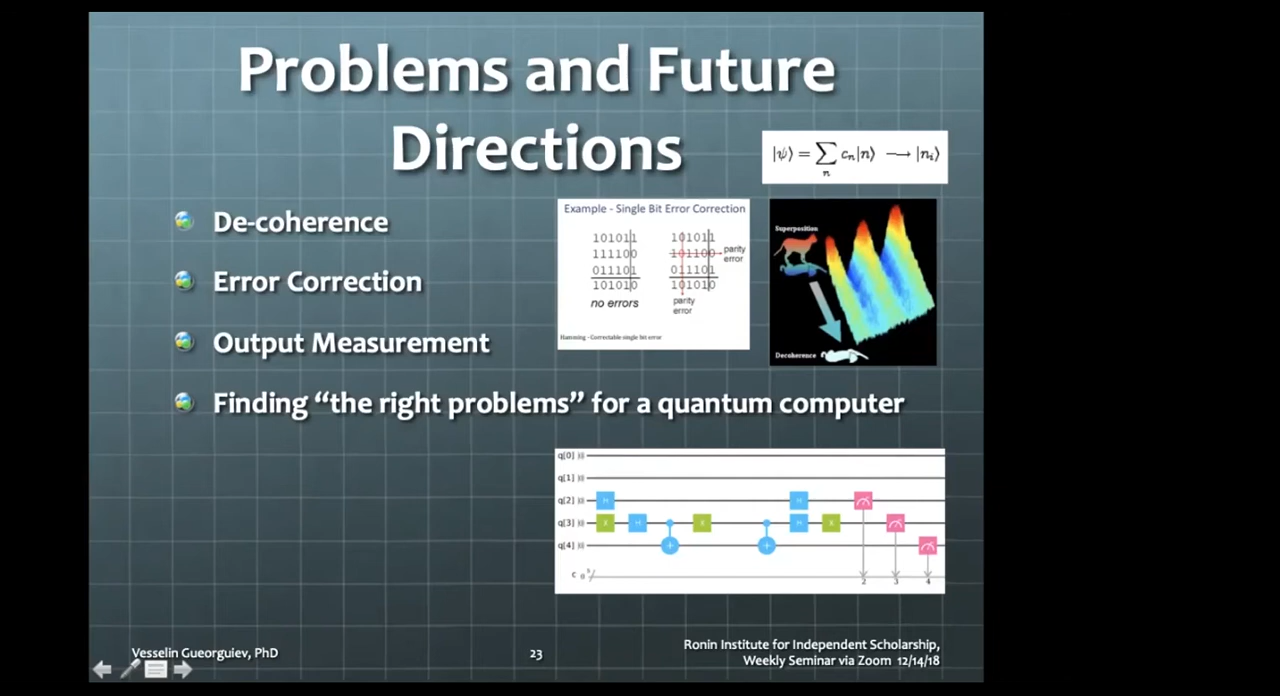 Problems and Future
Directions
|ψ⟩ = ∑ cₙ|n⟩ → |nᵢ⟩
n
De-coherence
Error Correction
Output Measurement
Finding “the right problems” for a quantum computer
Example - Single Bit Error Correction
101011
111100
011101
101010
no errors
101011
101100
011101
101010
parity
error
parity
error
Hamming - Correctable single bit error
Superposition
Decoherence
q[0]
q[1]
q[2] H H
q[3] X H X H X
q[4] + +
c 0
2 3 4
Vesselin Gueorguiev, PhD
23
Ronin Institute for Independent Scholarship,
Weekly Seminar via Zoom 12/14/18